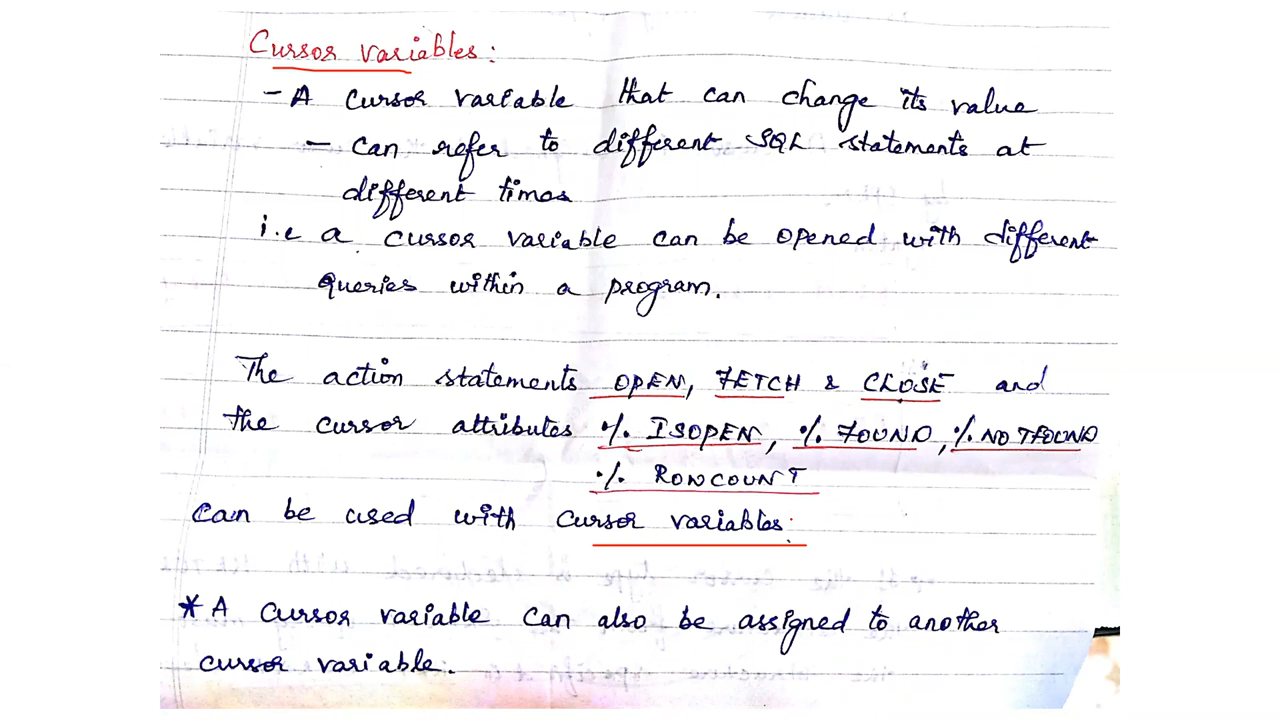 Cursor variables:
- A cursor variable that can change its value
- can refer to different SQL statements at
different times
i.e a cursor variable can be opened with different
queries within a program.
The action statements OPEN, FETCH & CLOSE and
the cursor attributes % ISOPEN, % FOUND, % NOTFOUND
% ROWCOUNT
Can be used with cursor variables.
* A cursor variable can also be assigned to another
cursor variable.